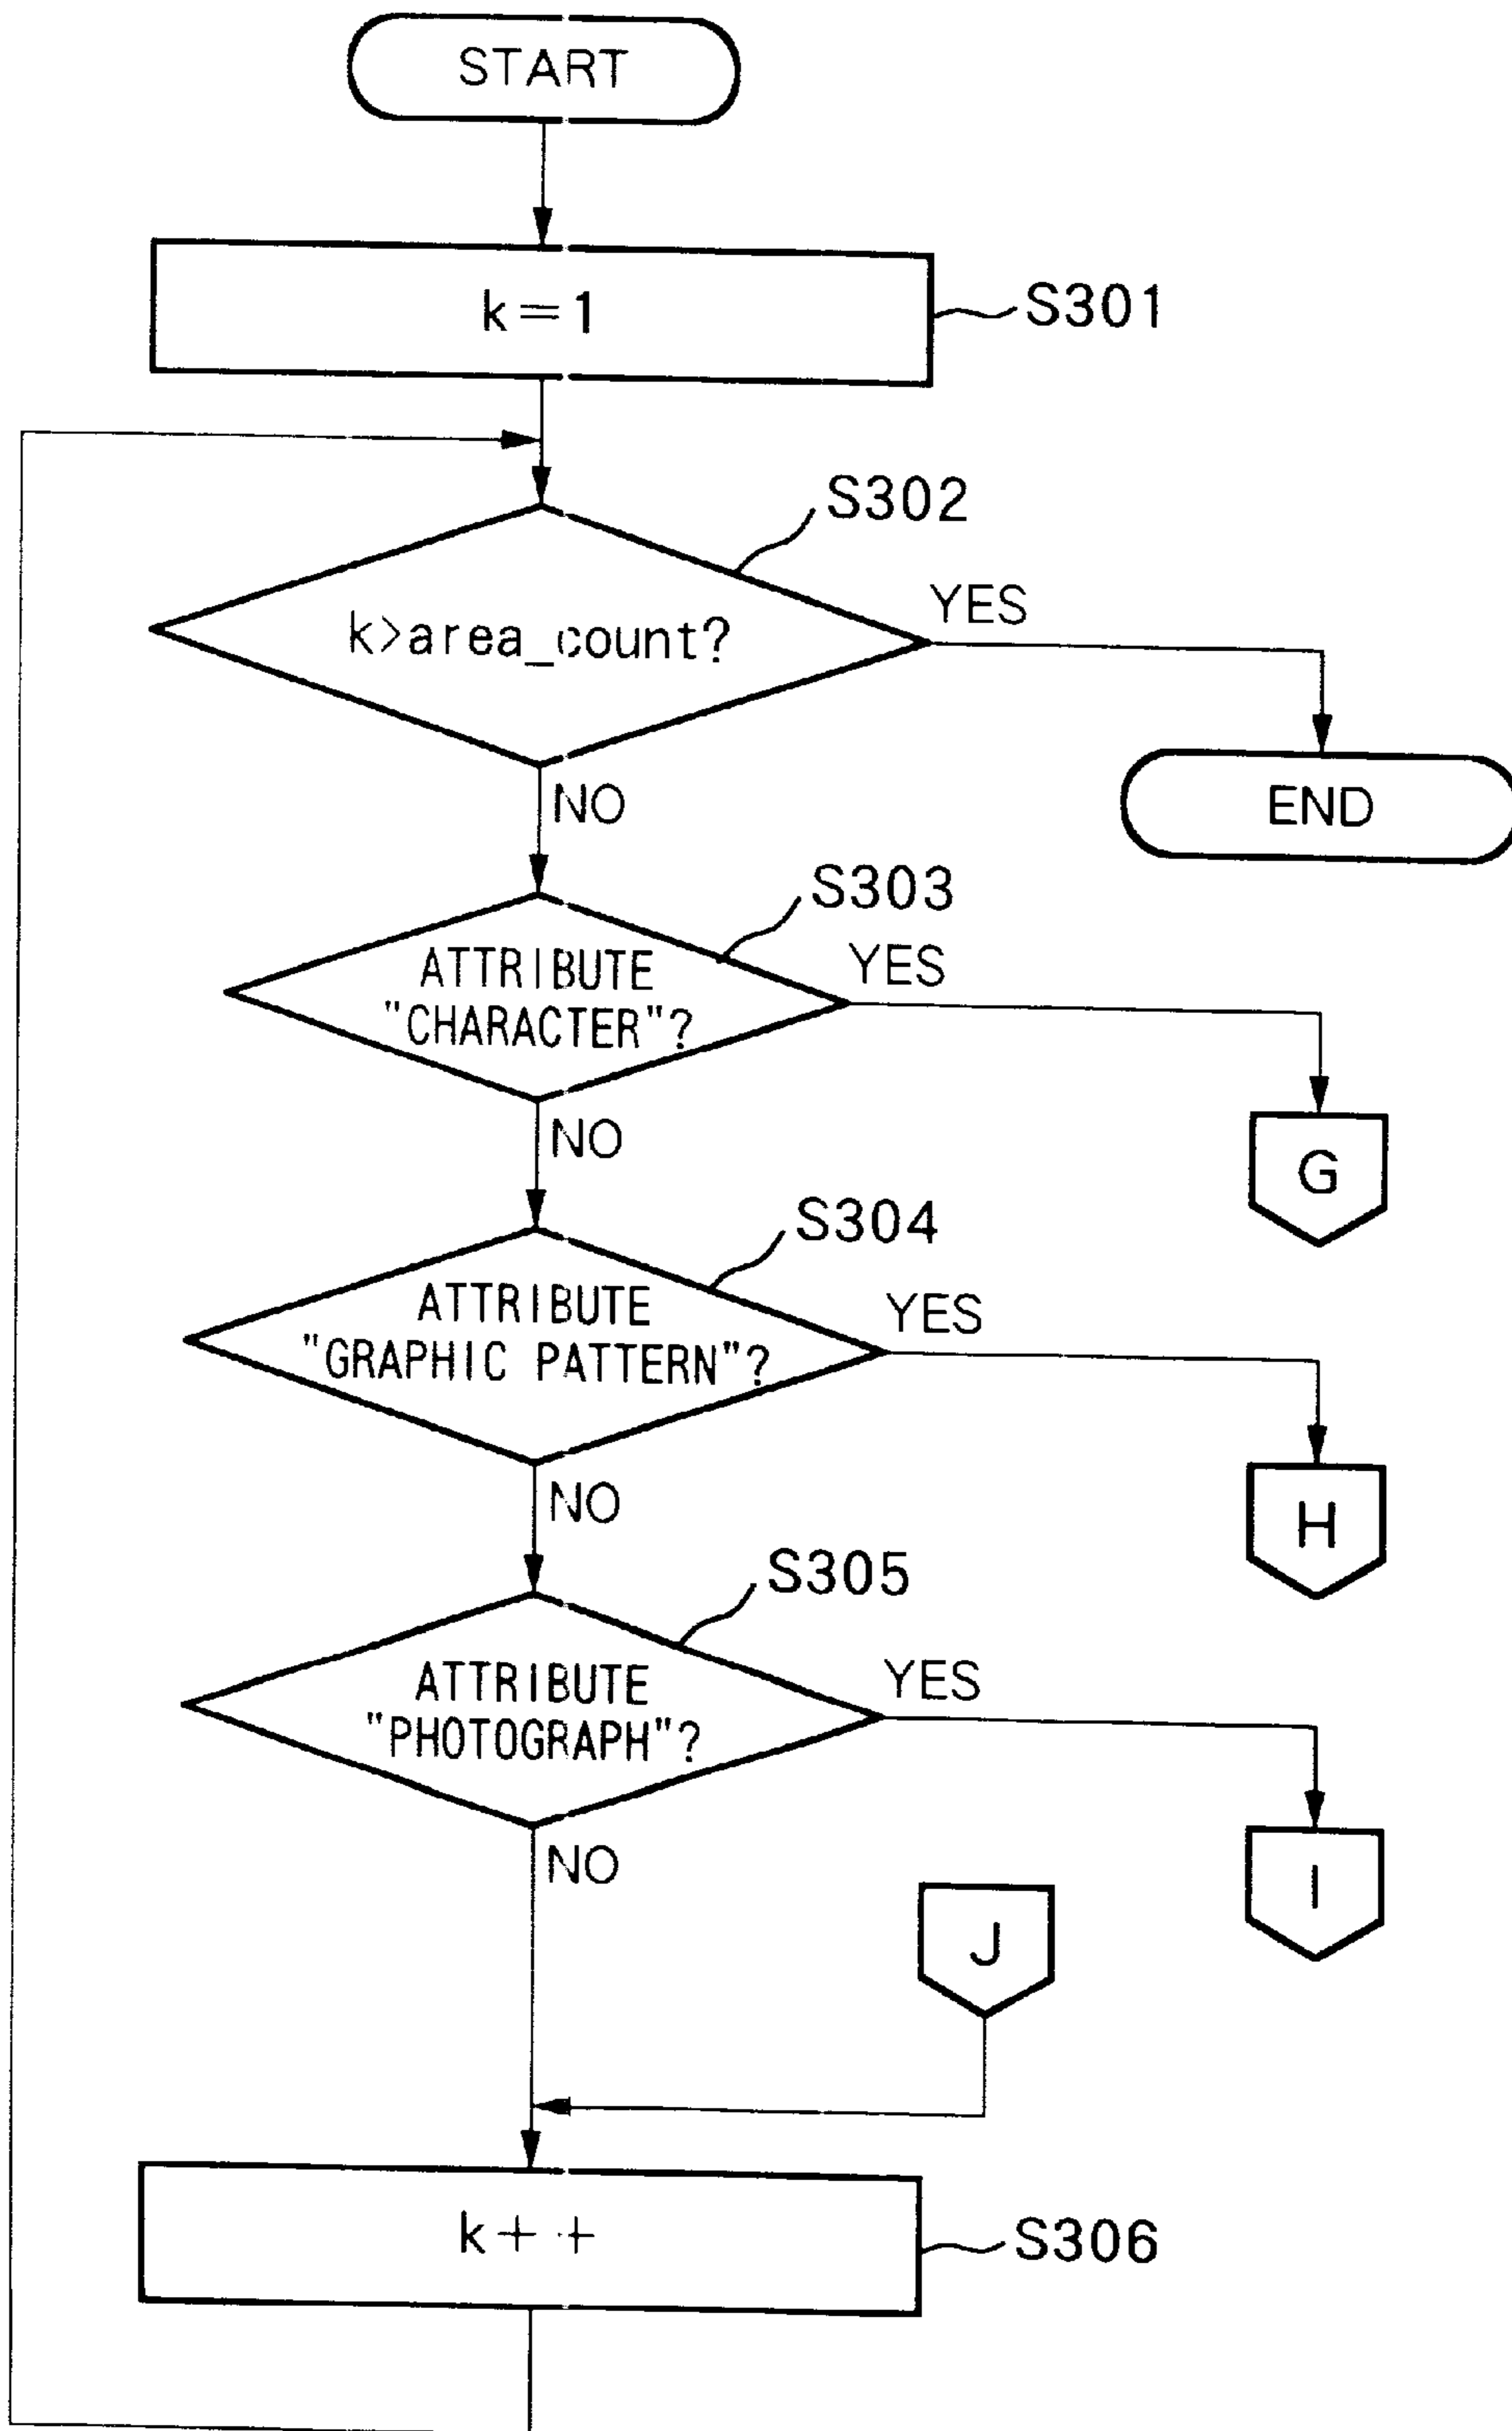 START
k=1
S301
S302
k>area_count?
YES
END
NO
S303
ATTRIBUTE
"CHARACTER"?
YES
G
NO
S304
ATTRIBUTE
"GRAPHIC PATTERN"?
YES
H
NO
S305
ATTRIBUTE
"PHOTOGRAPH"?
YES
I
NO
J
k++
S306